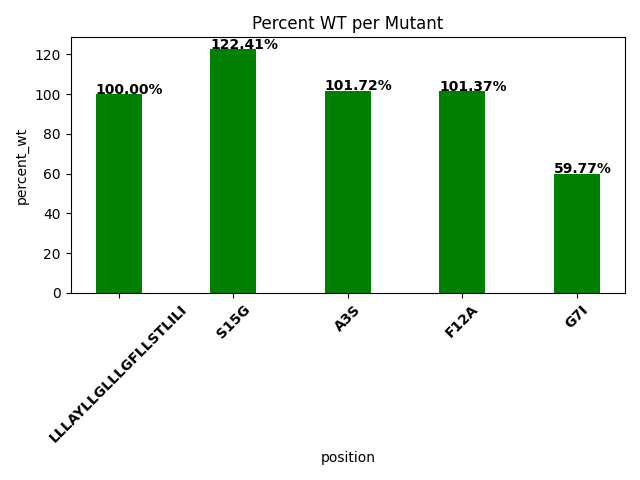 Percent WT per Mutant
percent_wt
120
100
80
60
40
20
0
100.00%
122.41%
101.72%
101.37%
59.77%
LLLAYLLGLLLGFLLSTLILI
S15G
A3S
F12A
G7I
position